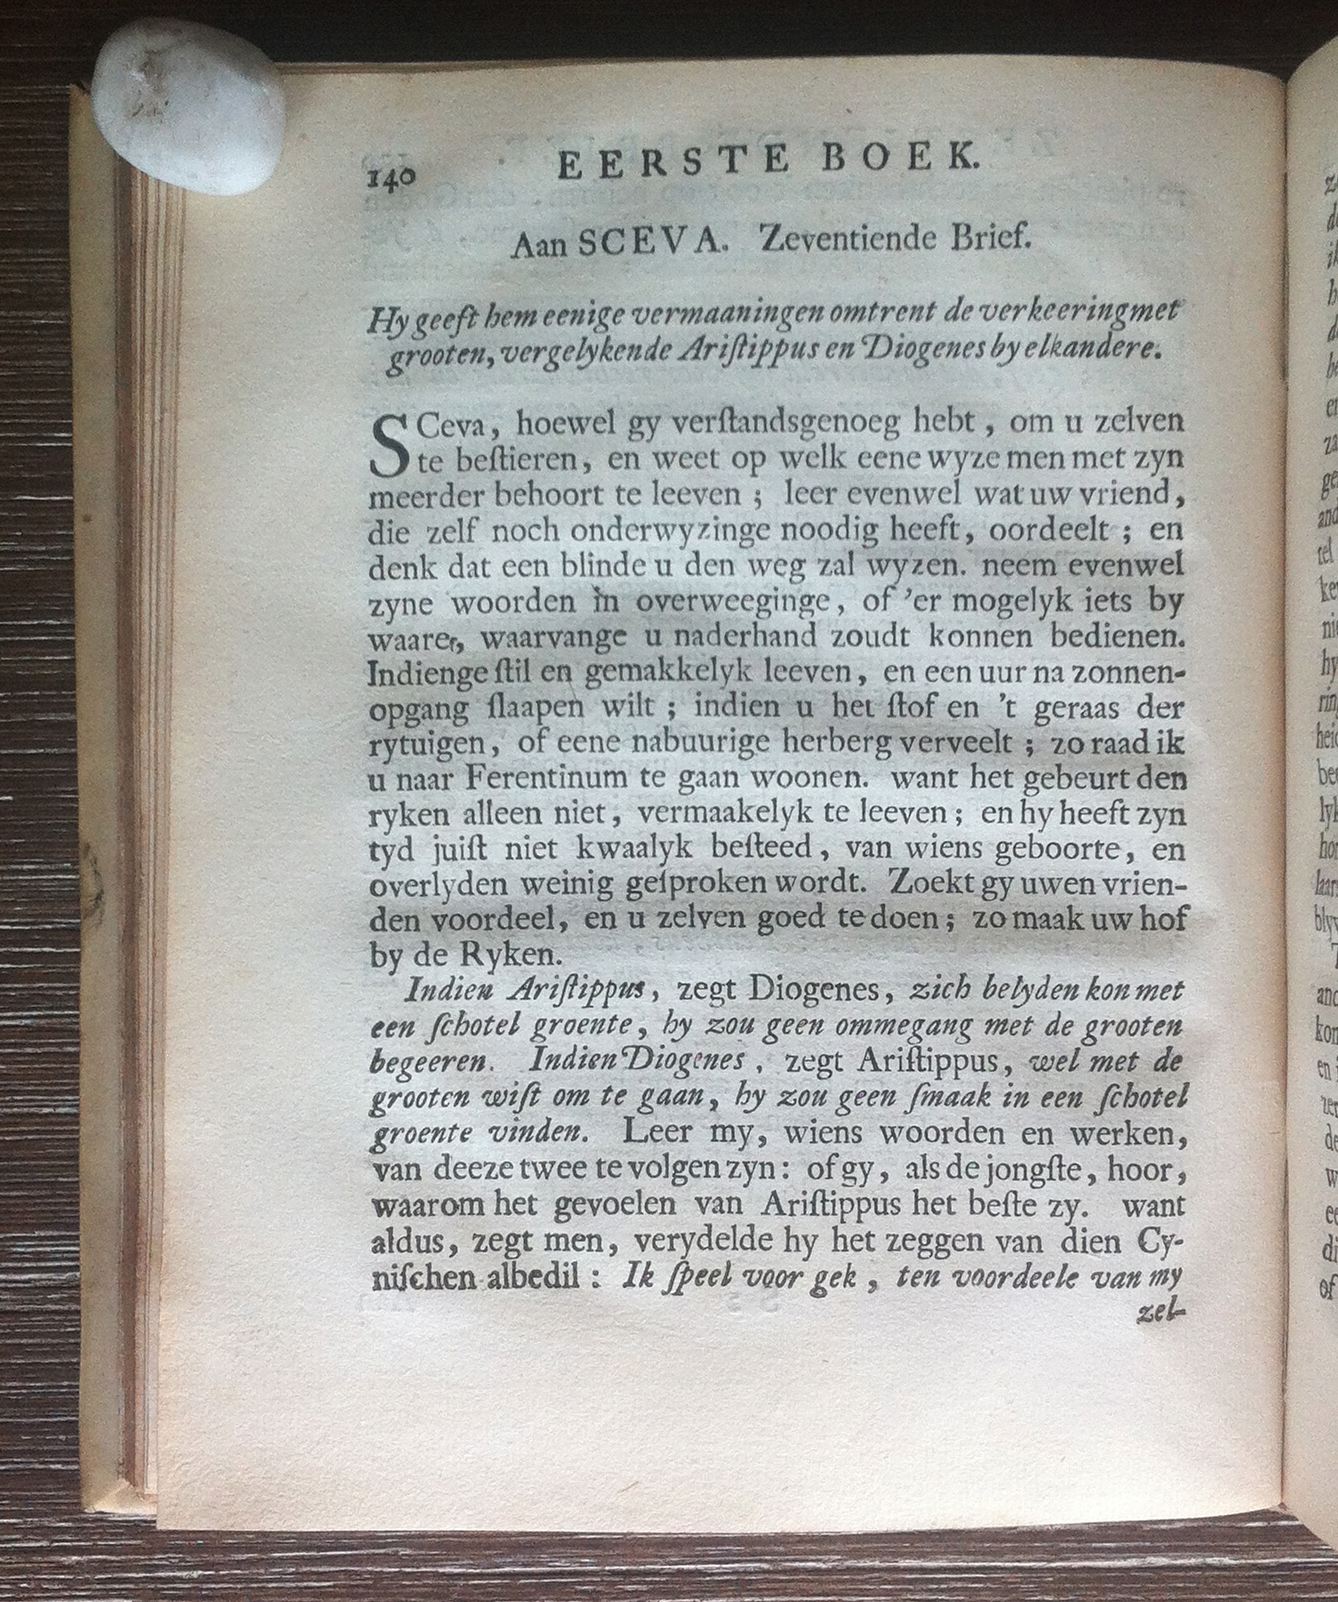 140 EERSTE BOEK.
Aan SCEVA. Zeventiende Brief.
Hy geeft hem eenige vermaaningen omtrent de verkeering met
grooten, vergelykende Ariſtippus en Diogenes by elkandere.
SCeva, hoewel gy verſtandsgenoeg hebt, om u zelven
te beſtieren, en weet op welk eene wyze men met zyn
meerder behoort te leeven; leer evenwel wat uw vriend,
die zelf noch onderwyzinge noodig heeft, oordeelt; en
denk dat een blinde u den weg zal wyzen. neem evenwel
zyne woorden in overweeginge, of 'er mogelyk iets by
waare, waarvange u naderhand zoudt konnen bedienen.
Indienge ſtil en gemakkelyk leeven, en een uur na zonnen-
opgang ſlaapen wilt; indien u het ſtof en 't geraas der
rytuigen, of eene nabuurige herberg verveelt; zo raad ik
u naar Ferentinum te gaan woonen. want het gebeurt den
ryken alleen niet, vermaakelyk te leeven; en hy heeft zyn
tyd juiſt niet kwaalyk beſteed, van wiens geboorte, en
overlyden weinig geſproken wordt. Zoekt gy uwen vrien-
den voordeel, en u zelven goed te doen; zo maak uw hof
by de Ryken.
Indien Ariſtippus, zegt Diogenes, zich belyden kon met
een ſchotel groente, hy zou geen ommegang met de grooten
begeeren. Indien Diogenes, zegt Ariſtippus, wel met de
grooten wiſt om te gaan, hy zou geen ſmaak in een ſchotel
groente vinden. Leer my, wiens woorden en werken,
van deeze twee te volgen zyn: of gy, als de jongſte, hoor,
waarom het gevoelen van Ariſtippus het beſte zy. want
aldus, zegt men, verydelde hy het zeggen van dien Cy-
niſchen albedil: Ik ſpeel voor gek, ten voordeele van my
zel-